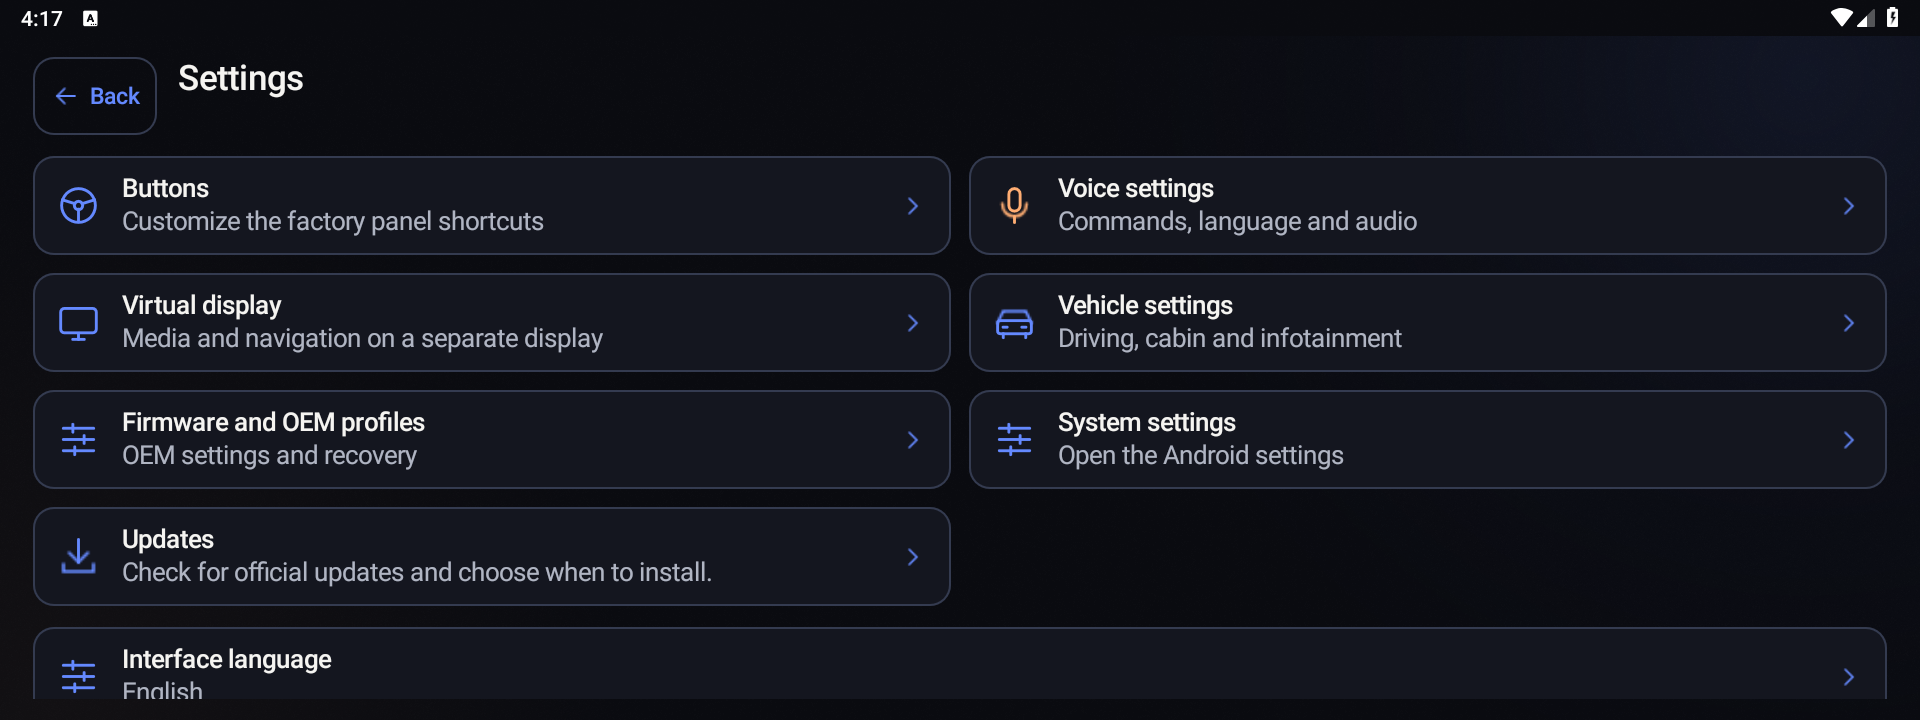 4:17
Back
Settings
Buttons
Customize the factory panel shortcuts
Voice settings
Commands, language and audio
Virtual display
Media and navigation on a separate display
Vehicle settings
Driving, cabin and infotainment
Firmware and OEM profiles
OEM settings and recovery
System settings
Open the Android settings
Updates
Check for official updates and choose when to install.
Interface language
English